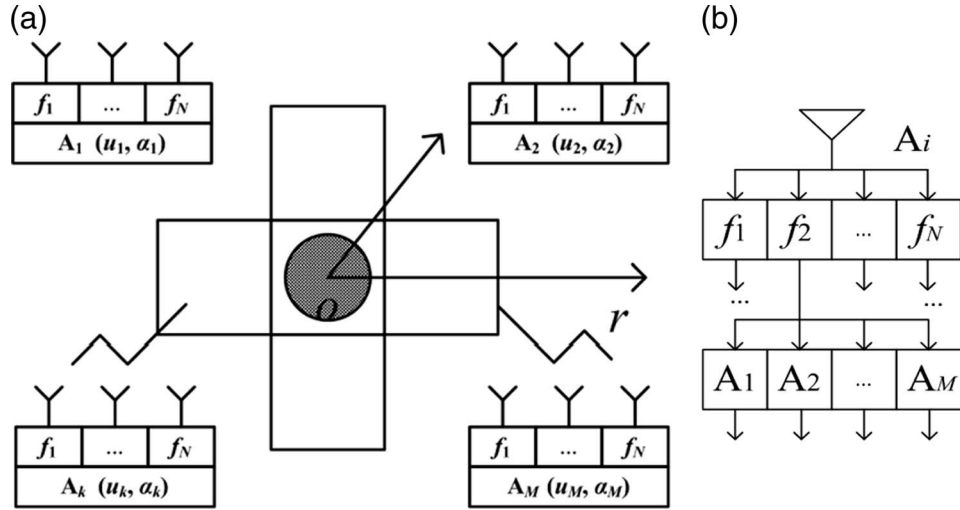 (a)
f1 ... fN
A1 (u1, α1)
f1 ... fN
A2 (u2, α2)
o
r
f1 ... fN
Ak (uk, αk)
f1 ... fN
AM (uM, αM)
(b)
Ai
f1 f2 ... fN
... ...
A1 A2 ... AM